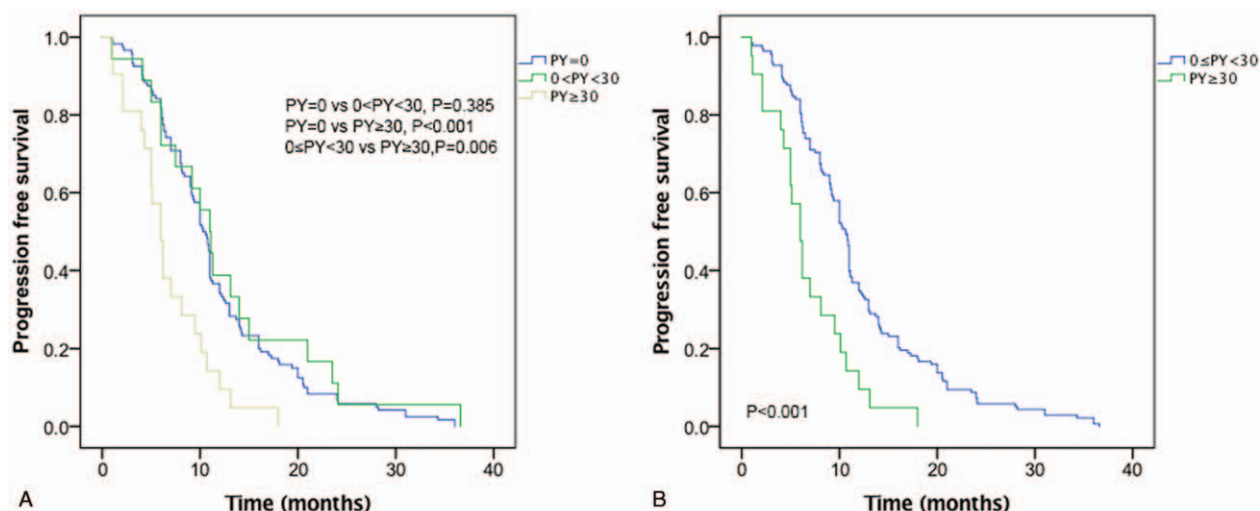 PY=0
0<PY<30
PY≥30
PY=0 vs 0<PY<30, P=0.385
PY=0 vs PY≥30, P<0.001
0≤PY<30 vs PY≥30,P=0.006
Progression free survival
1.0
0.8
0.6
0.4
0.2
0.0
0 10 20 30 40
Time (months)
A
0≤PY<30
PY≥30
P<0.001
Progression free survival
1.0
0.8
0.6
0.4
0.2
0.0
0 10 20 30 40
Time (months)
B